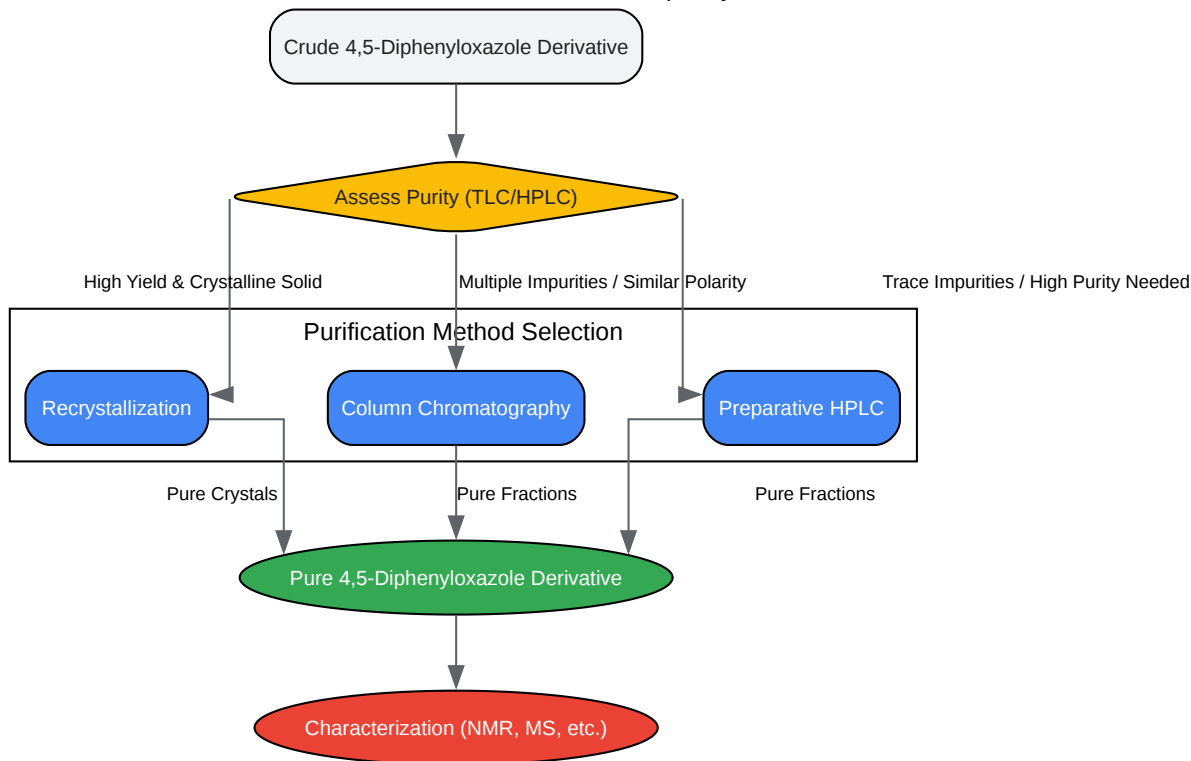 Crude 4,5-Diphenyloxazole Derivative
Assess Purity (TLC/HPLC)
High Yield & Crystalline Solid
Multiple Impurities / Similar Polarity
Trace Impurities / High Purity Needed
Purification Method Selection
Recrystallization
Column Chromatography
Preparative HPLC
Pure Crystals
Pure Fractions
Pure Fractions
Pure 4,5-Diphenyloxazole Derivative
Characterization (NMR, MS, etc.)